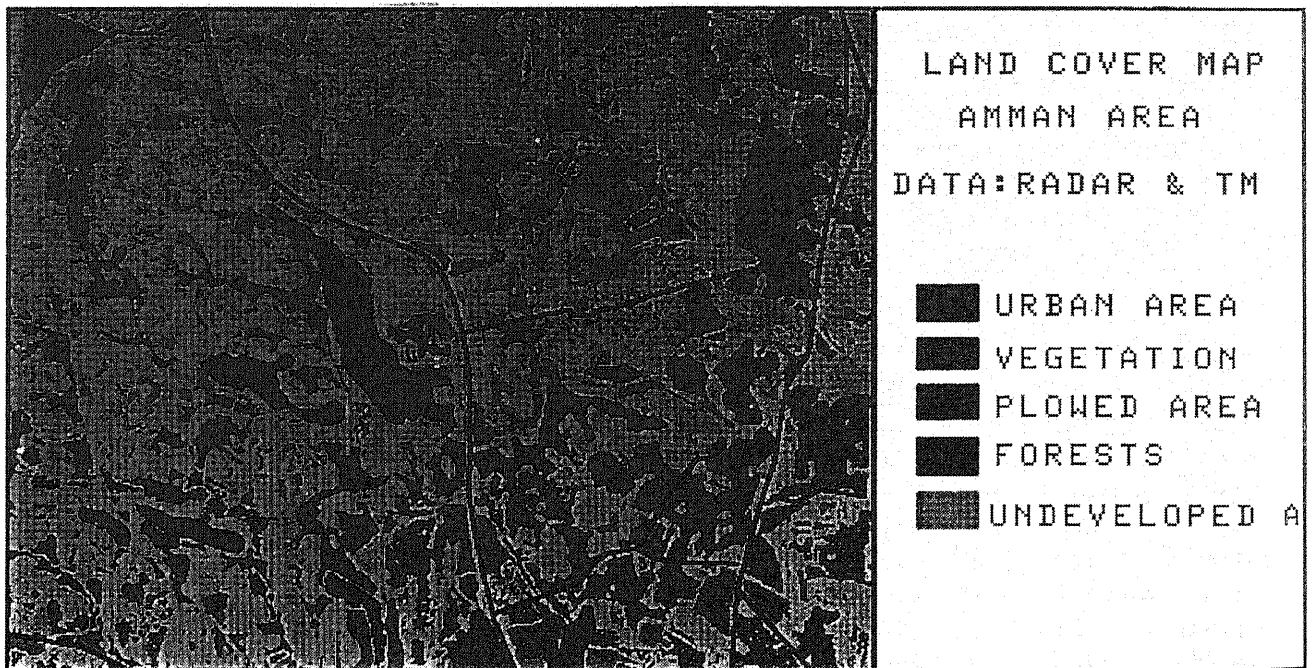 LAND COVER MAP
AMMAN AREA
DATA:RADAR & TM
URBAN AREA
VEGETATION
PLOWED AREA
FORESTS
UNDEVELOPED A